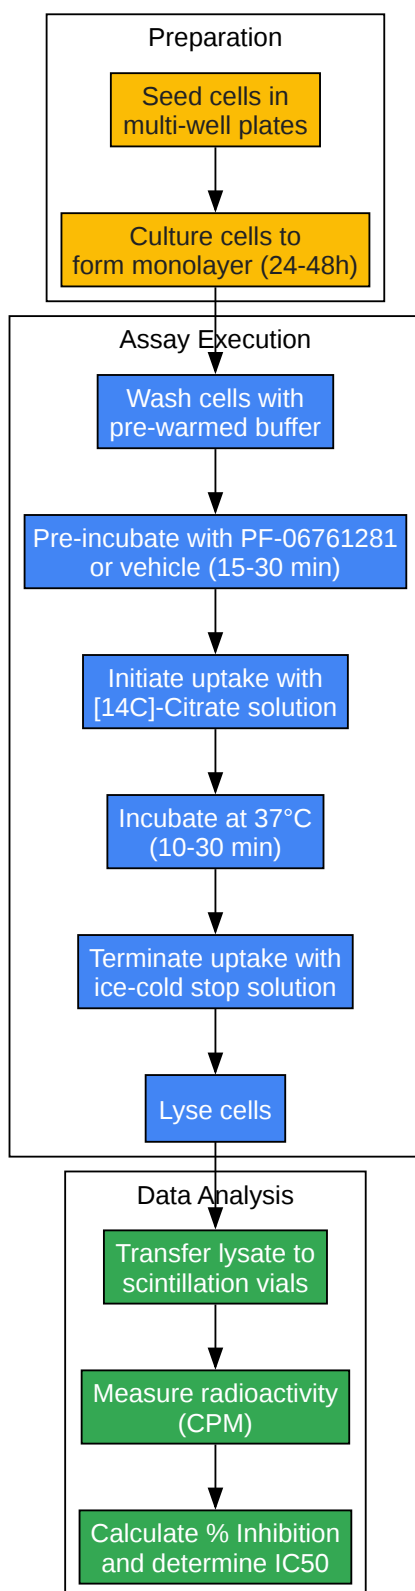 Preparation
Seed cells in
multi-well plates
Culture cells to
form monolayer (24-48h)
Assay Execution
Wash cells with
pre-warmed buffer
Pre-incubate with PF-06761281
or vehicle (15-30 min)
Initiate uptake with
[14C]-Citrate solution
Incubate at 37°C
(10-30 min)
Terminate uptake with
ice-cold stop solution
Lyse cells
Data Analysis
Transfer lysate to
scintillation vials
Measure radioactivity
(CPM)
Calculate % Inhibition
and determine IC50